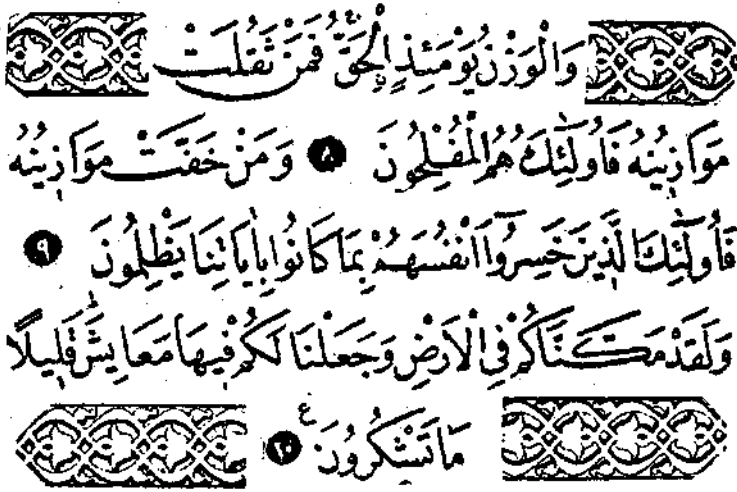 وَالْوَزْنُ يَوْمَئِذٍ الْحَقُّ فَمَنْ ثَقُلَتْ
مَوَازِينُهُ فَأُولَٰئِكَ هُمُ الْمُفْلِحُونَ ٨ وَمَنْ خَفَّتْ مَوَازِينُهُ
فَأُولَٰئِكَ الَّذِينَ خَسِرُوا أَنْفُسَهُمْ بِمَا كَانُوا بِآيَاتِنَا يَظْلِمُونَ ٩
وَلَقَدْ مَكَّنَّاكُمْ فِي الْأَرْضِ وَجَعَلْنَا لَكُمْ فِيهَا مَعَايِشَ قَلِيلًا
مَا تَشْكُرُونَ ع ١٠